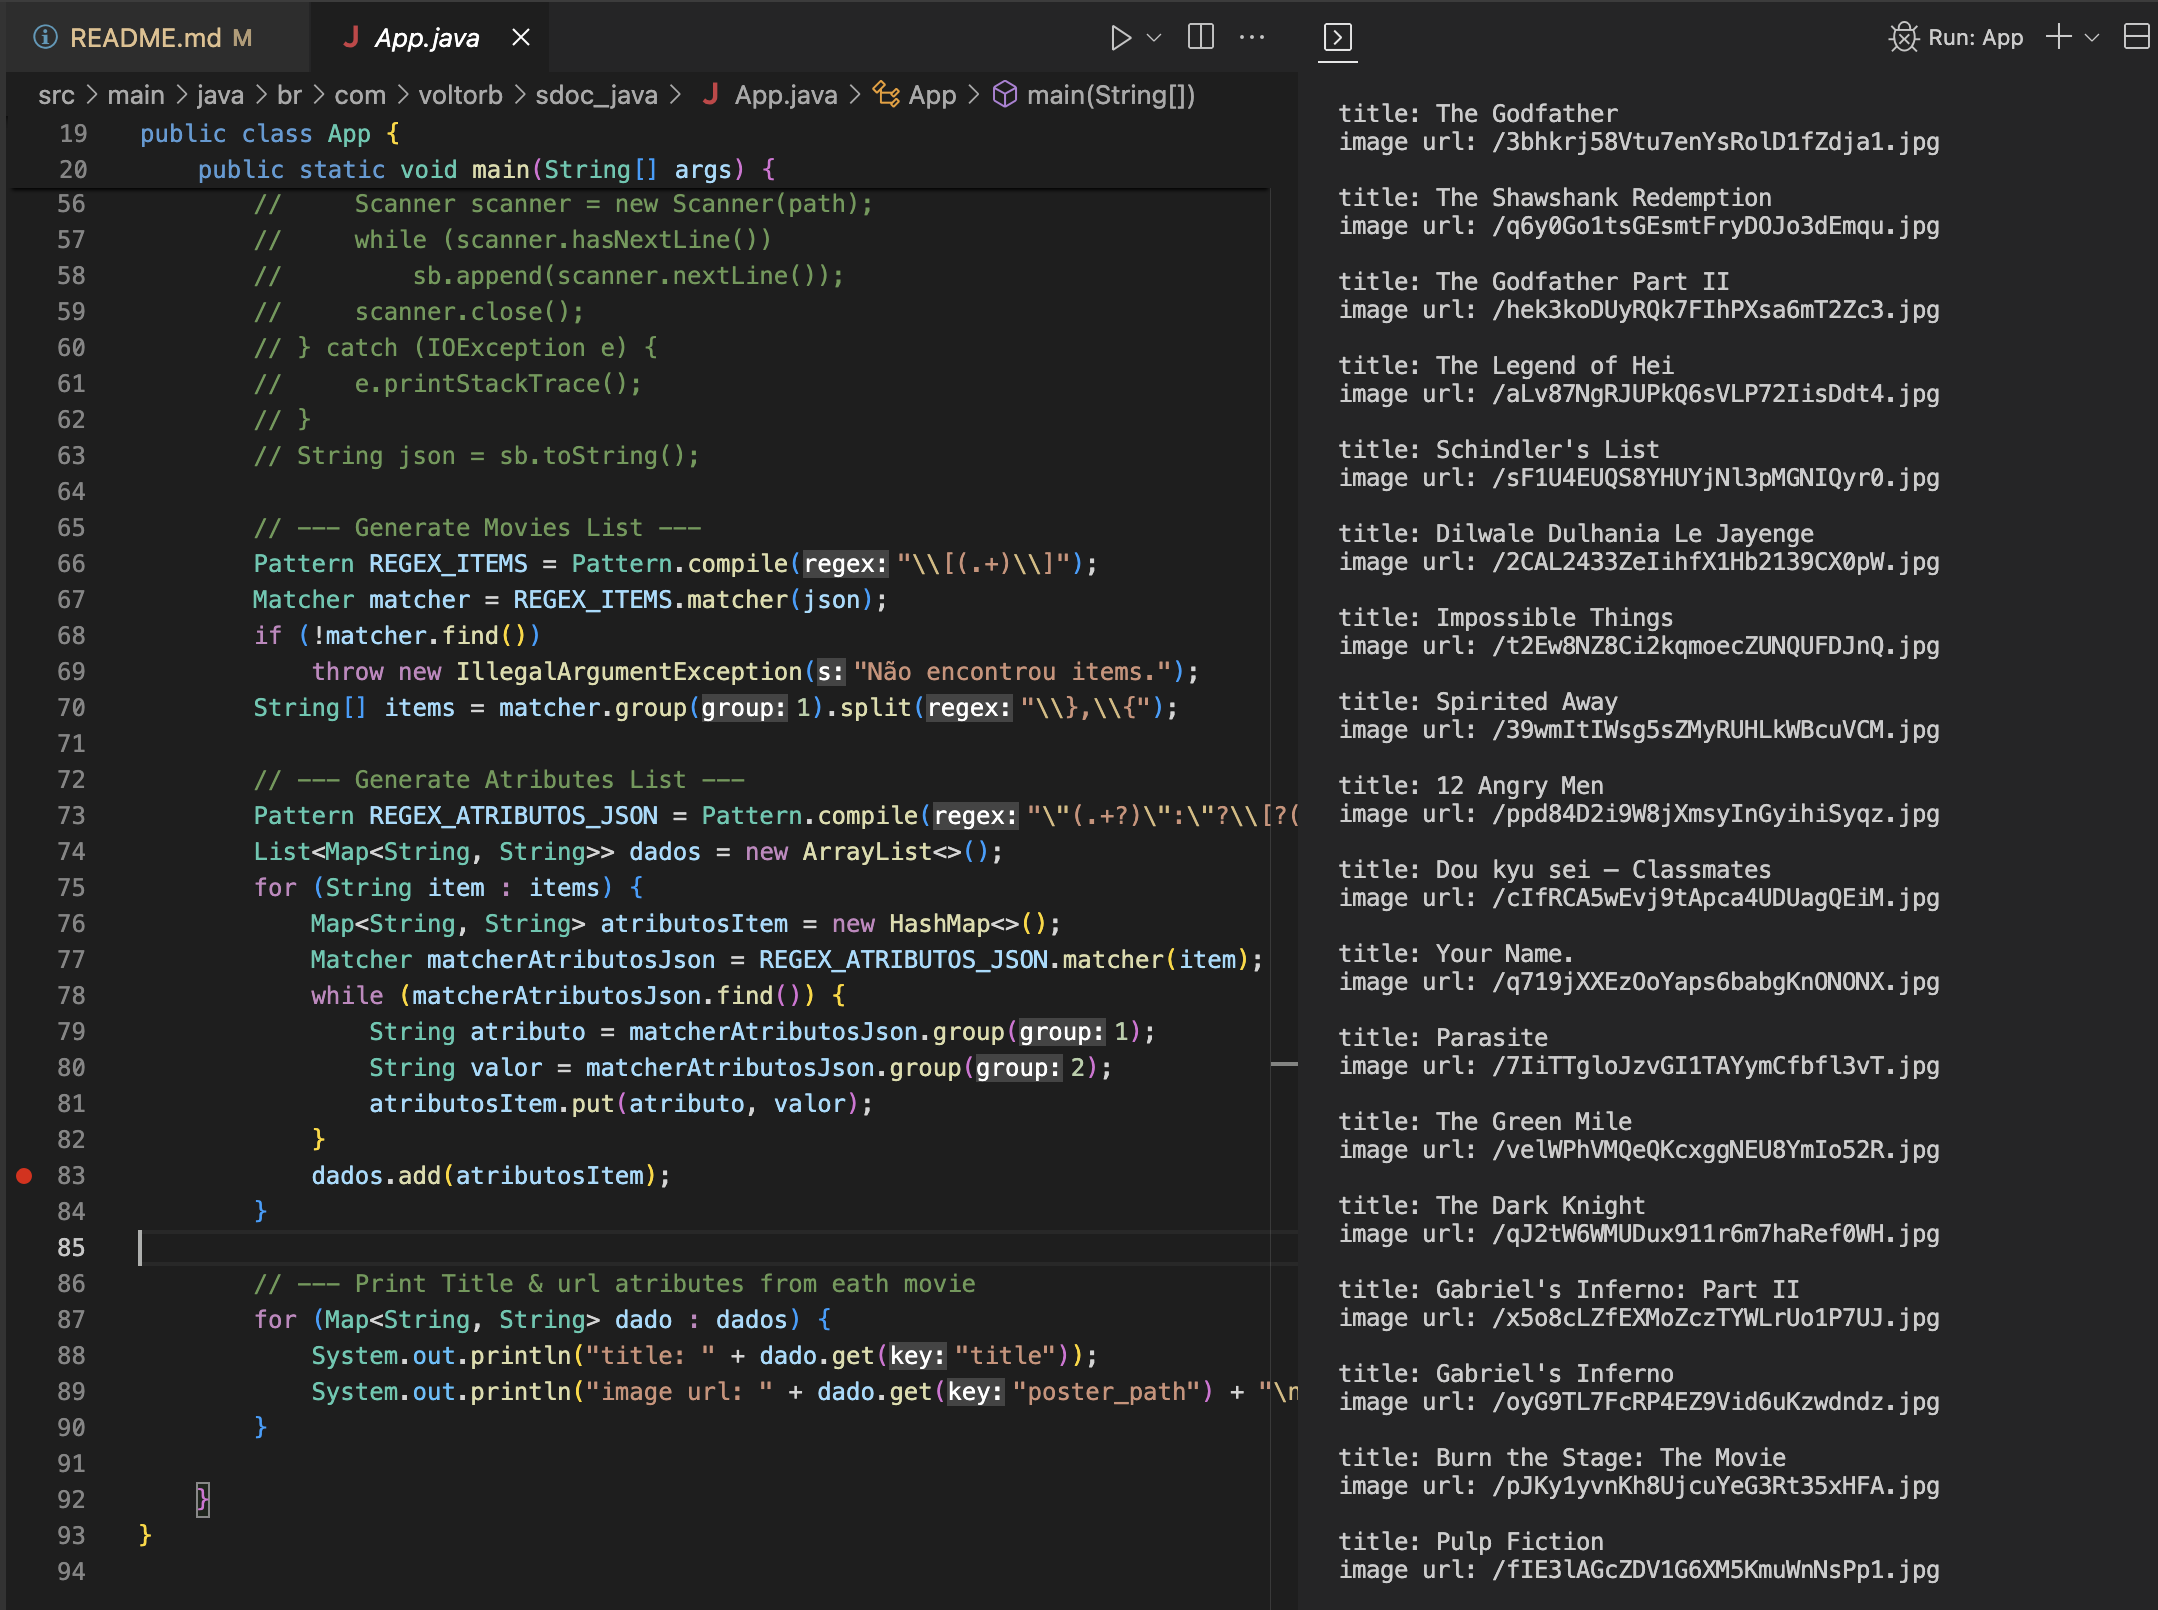 README.md M
App.java
Run: App
src > main > java > br > com > voltorb > sdoc_java > App.java > App > main(String[])
19 public class App {
20 public static void main(String[] args) {
56 //     Scanner scanner = new Scanner(path);
57 //     while (scanner.hasNextLine())
58 //         sb.append(scanner.nextLine());
59 //     scanner.close();
60 // } catch (IOException e) {
61 //     e.printStackTrace();
62 // }
63 // String json = sb.toString();
64
65 // --- Generate Movies List ---
66 Pattern REGEX_ITEMS = Pattern.compile(regex: "\\[(.+)\\]");
67 Matcher matcher = REGEX_ITEMS.matcher(json);
68 if (!matcher.find())
69 throw new IllegalArgumentException(s: "Não encontrou items.");
70 String[] items = matcher.group(group: 1).split(regex: "\\},\\{");
71
72 // --- Generate Atributes List ---
73 Pattern REGEX_ATRIBUTOS_JSON = Pattern.compile(regex: "\"(.+?)\":\"?\\[?(
74 List<Map<String, String>> dados = new ArrayList<>();
75 for (String item : items) {
76 Map<String, String> atributosItem = new HashMap<>();
77 Matcher matcherAtributosJson = REGEX_ATRIBUTOS_JSON.matcher(item);
78 while (matcherAtributosJson.find()) {
79 String atributo = matcherAtributosJson.group(group: 1);
80 String valor = matcherAtributosJson.group(group: 2);
81 atributosItem.put(atributo, valor);
82 }
83 dados.add(atributosItem);
84 }
85
86 // --- Print Title & url atributes from eath movie
87 for (Map<String, String> dado : dados) {
88 System.out.println("title: " + dado.get(key: "title"));
89 System.out.println("image url: " + dado.get(key: "poster_path") + "\n
90 }
91
92 }
93 }
94
title: The Godfather
image url: /3bhkrj58Vtu7enYsRolD1fZdja1.jpg
title: The Shawshank Redemption
image url: /q6y0Go1tsGEsmtFryDOJo3dEmqu.jpg
title: The Godfather Part II
image url: /hek3koDUyRQk7FIhPXsa6mT2Zc3.jpg
title: The Legend of Hei
image url: /aLv87NgRJUPkQ6sVLP72IisDdt4.jpg
title: Schindler's List
image url: /sF1U4EUQS8YHUYjNl3pMGNIQyr0.jpg
title: Dilwale Dulhania Le Jayenge
image url: /2CAL2433ZeIihfX1Hb2139CX0pW.jpg
title: Impossible Things
image url: /t2Ew8NZ8Ci2kqmoecZUNQUFDJnQ.jpg
title: Spirited Away
image url: /39wmItIWsg5sZMyRUHLkWBcuVCM.jpg
title: 12 Angry Men
image url: /ppd84D2i9W8jXmsyInGyihiSyqz.jpg
title: Dou kyu sei – Classmates
image url: /cIfRCA5wEvj9tApca4UDUagQEiM.jpg
title: Your Name.
image url: /q719jXXEzOoYaps6babgKnONONX.jpg
title: Parasite
image url: /7IiTTgloJzvGI1TAYymCfbfl3vT.jpg
title: The Green Mile
image url: /velWPhVMQeQKcxggNEU8YmIo52R.jpg
title: The Dark Knight
image url: /qJ2tW6WMUDux911r6m7haRef0WH.jpg
title: Gabriel's Inferno: Part II
image url: /x5o8cLZfEXMoZczTYWLrUo1P7UJ.jpg
title: Gabriel's Inferno
image url: /oyG9TL7FcRP4EZ9Vid6uKzwdndz.jpg
title: Burn the Stage: The Movie
image url: /pJKy1yvnKh8UjcuYeG3Rt35xHFA.jpg
title: Pulp Fiction
image url: /fIE3lAGcZDV1G6XM5KmuWnNsPp1.jpg